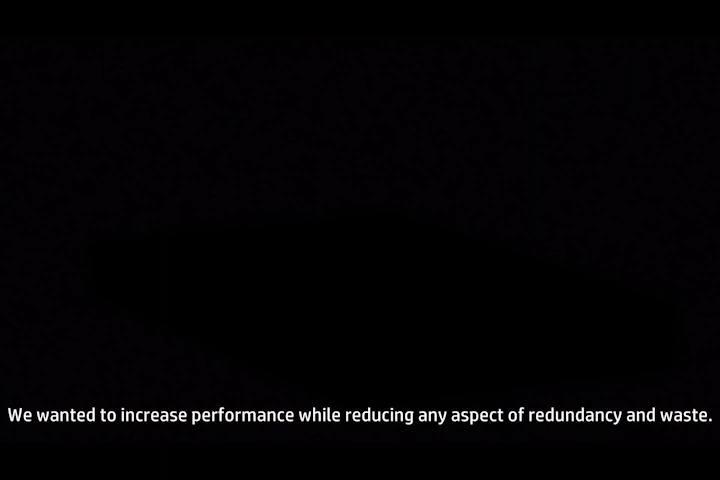 We wanted to increase performance while reducing any aspect of redundancy and waste.